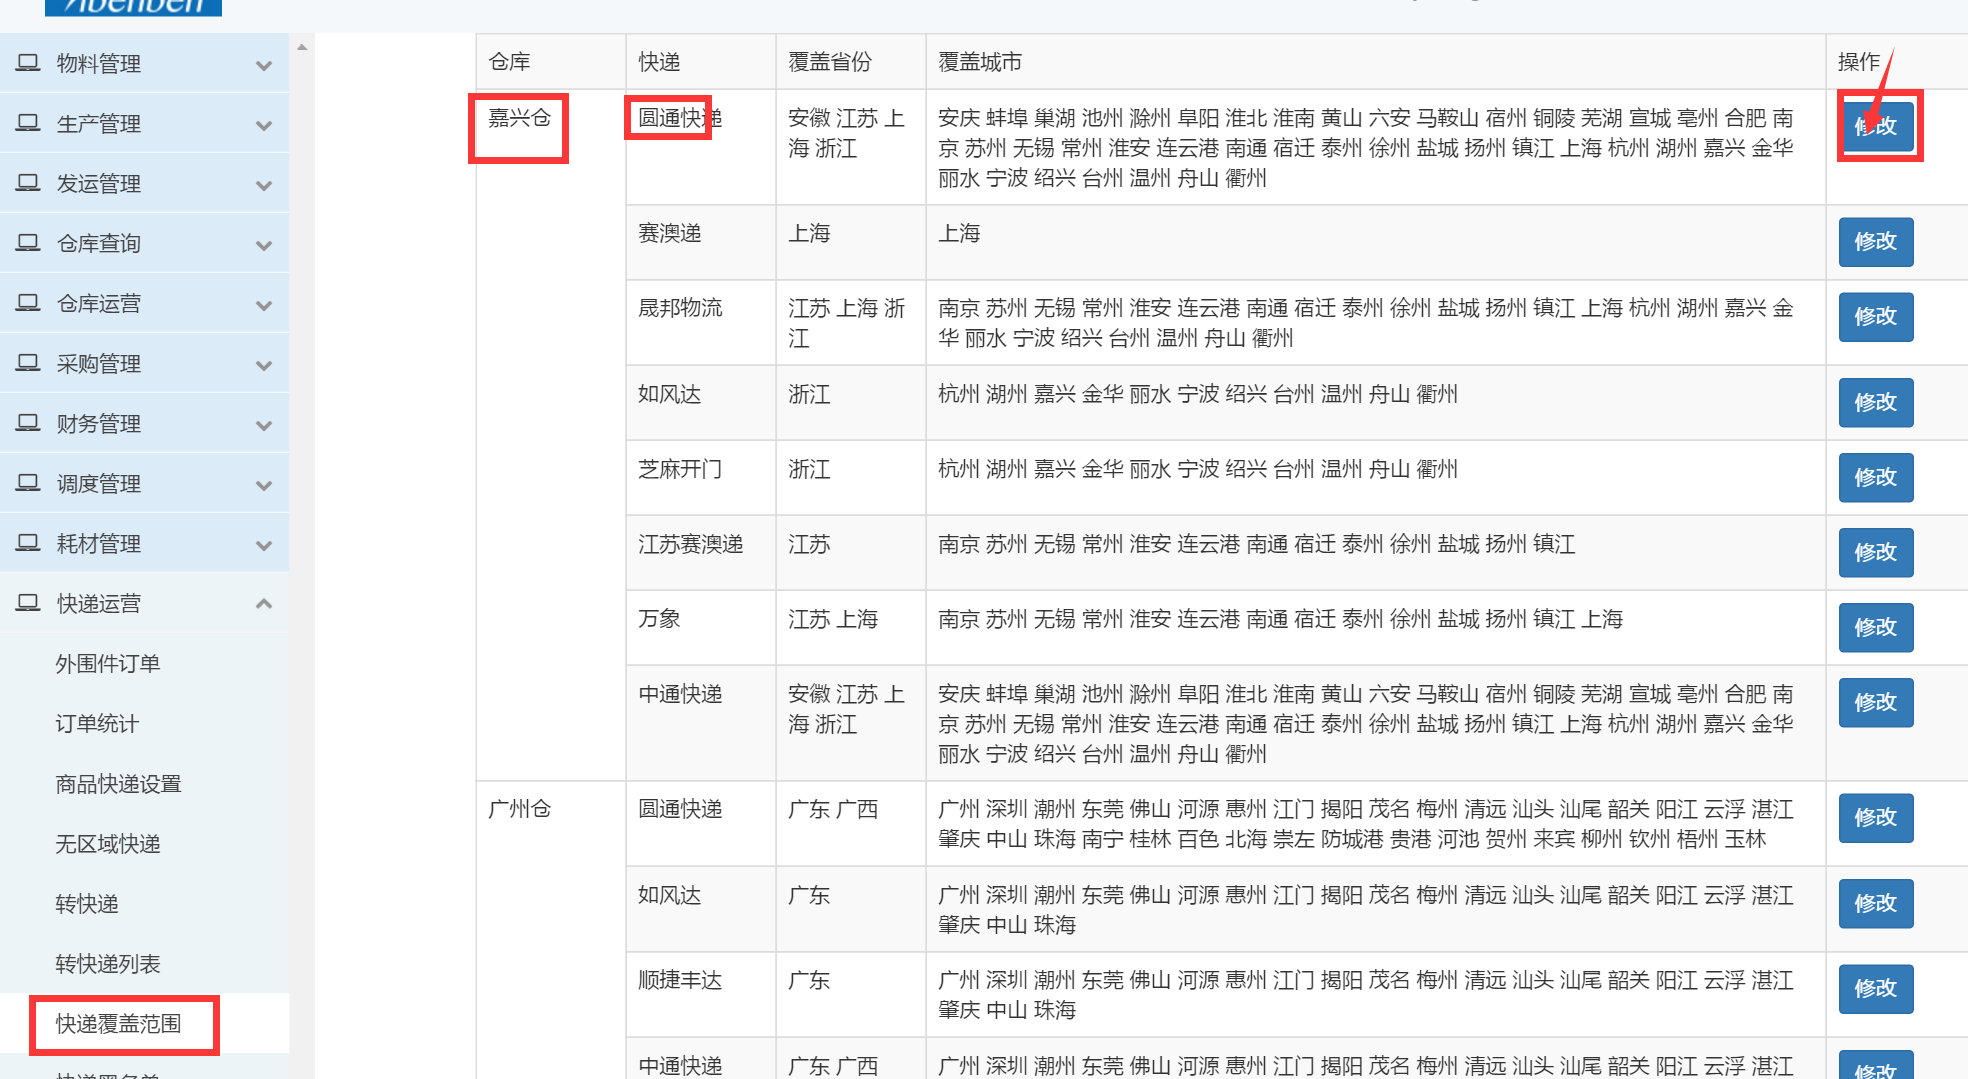 物料管理
生产管理
发运管理
仓库查询
仓库运营
采购管理
财务管理
调度管理
耗材管理
快递运营
外围件订单
订单统计
商品快递设置
无区域快递
转快递
转快递列表
快递覆盖范围
仓库 快递 覆盖省份 覆盖城市 操作
嘉兴仓 圆通快递 安徽 江苏 上 安庆 蚌埠 巢湖 池州 滁州 阜阳 淮北 淮南 黄山 六安 马鞍山 宿州 铜陵 芜湖 宣城 亳州 合肥 南 修改
海 浙江 京 苏州 无锡 常州 淮安 连云港 南通 宿迁 泰州 徐州 盐城 扬州 镇江 上海 杭州 湖州 嘉兴 金华
丽水 宁波 绍兴 台州 温州 舟山 衢州
赛澳递 上海 上海 修改
晟邦物流 江苏 上海 浙 南京 苏州 无锡 常州 淮安 连云港 南通 宿迁 泰州 徐州 盐城 扬州 镇江 上海 杭州 湖州 嘉兴 金 修改
江 华 丽水 宁波 绍兴 台州 温州 舟山 衢州
如风达 浙江 杭州 湖州 嘉兴 金华 丽水 宁波 绍兴 台州 温州 舟山 衢州 修改
芝麻开门 浙江 杭州 湖州 嘉兴 金华 丽水 宁波 绍兴 台州 温州 舟山 衢州 修改
江苏赛澳递 江苏 南京 苏州 无锡 常州 淮安 连云港 南通 宿迁 泰州 徐州 盐城 扬州 镇江 修改
万象 江苏 上海 南京 苏州 无锡 常州 淮安 连云港 南通 宿迁 泰州 徐州 盐城 扬州 镇江 上海 修改
中通快递 安徽 江苏 上 安庆 蚌埠 巢湖 池州 滁州 阜阳 淮北 淮南 黄山 六安 马鞍山 宿州 铜陵 芜湖 宣城 亳州 合肥 南 修改
海 浙江 京 苏州 无锡 常州 淮安 连云港 南通 宿迁 泰州 徐州 盐城 扬州 镇江 上海 杭州 湖州 嘉兴 金华
丽水 宁波 绍兴 台州 温州 舟山 衢州
广州仓 圆通快递 广东 广西 广州 深圳 潮州 东莞 佛山 河源 惠州 江门 揭阳 茂名 梅州 清远 汕头 汕尾 韶关 阳江 云浮 湛江 修改
肇庆 中山 珠海 南宁 桂林 百色 北海 崇左 防城港 贵港 河池 贺州 来宾 柳州 钦州 梧州 玉林
如风达 广东 广州 深圳 潮州 东莞 佛山 河源 惠州 江门 揭阳 茂名 梅州 清远 汕头 汕尾 韶关 阳江 云浮 湛江 修改
肇庆 中山 珠海
顺捷丰达 广东 广州 深圳 潮州 东莞 佛山 河源 惠州 江门 揭阳 茂名 梅州 清远 汕头 汕尾 韶关 阳江 云浮 湛江 修改
肇庆 中山 珠海
中通快递 广东 广西 广州 深圳 潮州 东莞 佛山 河源 惠州 江门 揭阳 茂名 梅州 清远 汕头 汕尾 韶关 阳江 云浮 湛江 修改